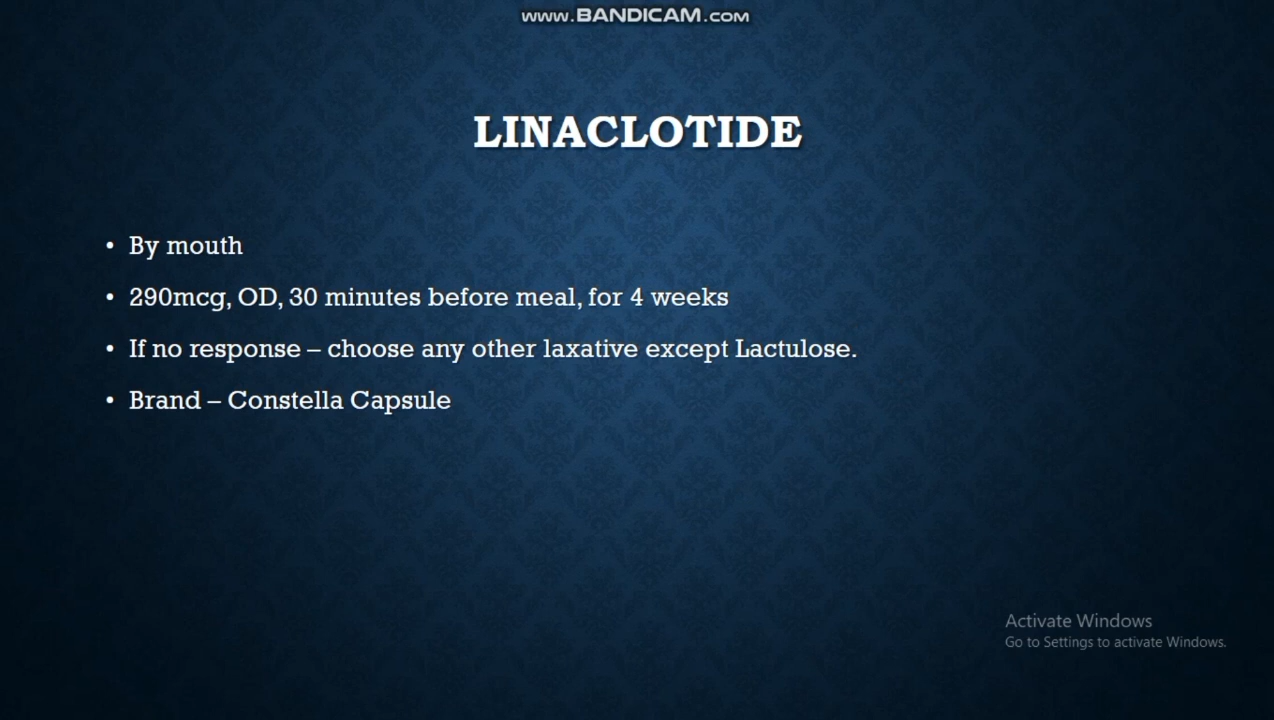 www.BANDICAM.com
LINACLOTIDE
• By mouth
• 290mcg, OD, 30 minutes before meal, for 4 weeks
• If no response – choose any other laxative except Lactulose.
• Brand – Constella Capsule
Activate Windows
Go to Settings to activate Windows.